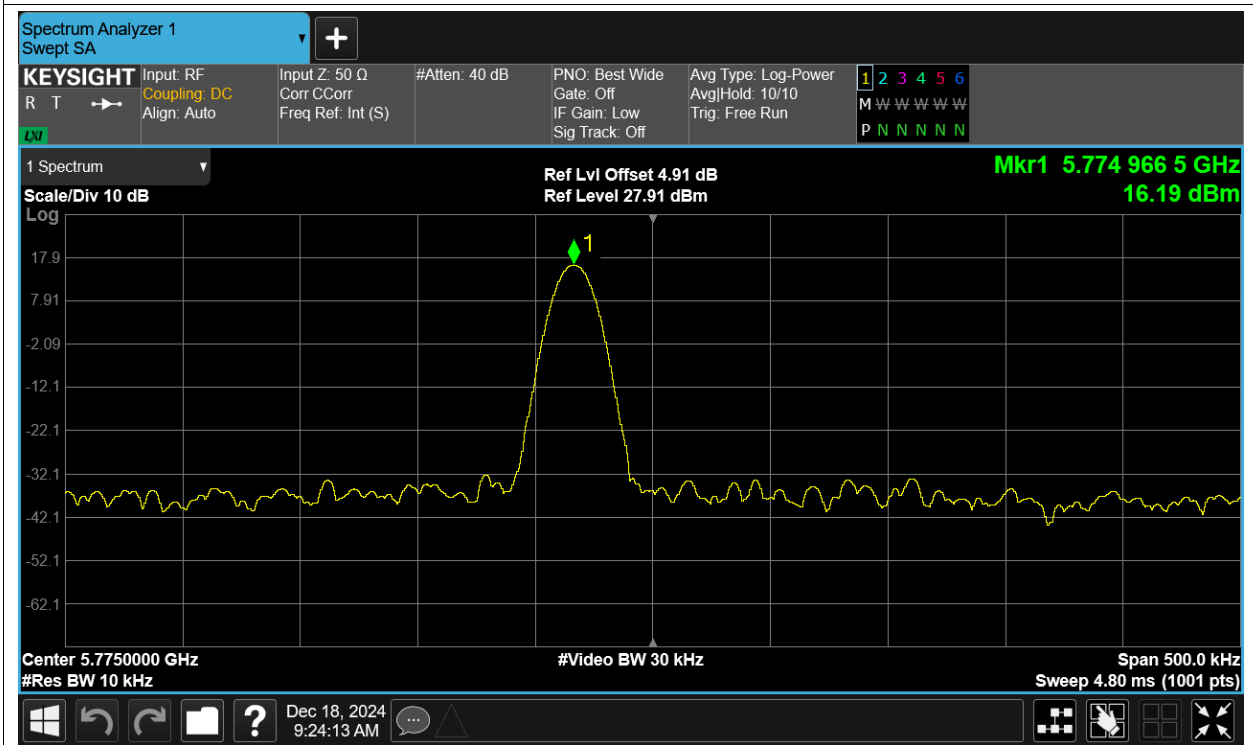 Spectrum Analyzer 1
Swept SA
+
KEYSIGHT
R T
LXI
Input: RF
Coupling: DC
Align: Auto
Input Z: 50 Ω
Corr CCorr
Freq Ref: Int (S)
#Atten: 40 dB
PNO: Best Wide
Gate: Off
IF Gain: Low
Sig Track: Off
Avg Type: Log-Power
Avg|Hold: 10/10
Trig: Free Run
1 2 3 4 5 6
M W W W W W
P N N N N N
1 Spectrum
Scale/Div 10 dB
Log
Ref Lvl Offset 4.91 dB
Ref Level 27.91 dBm
Mkr1 5.774 966 5 GHz
16.19 dBm
1
17.9
7.91
-2.09
-12.1
-22.1
-32.1
-42.1
-52.1
-62.1
Center 5.7750000 GHz
#Video BW 30 kHz
Span 500.0 kHz
#Res BW 10 kHz
Sweep 4.80 ms (1001 pts)
?
Dec 18, 2024
9:24:13 AM